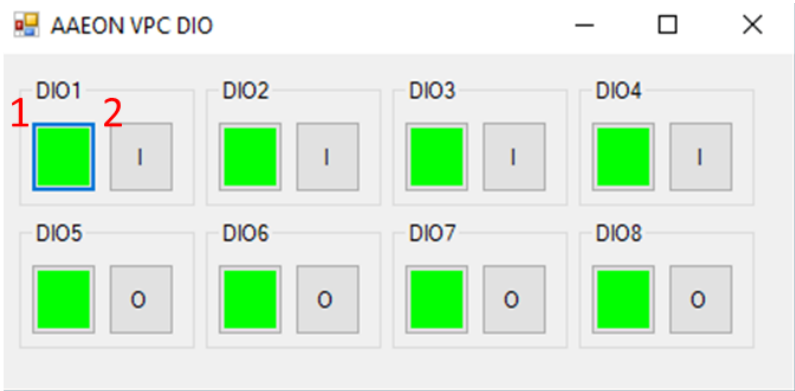 AAEON VPC DIO
DIO1 DIO2 DIO3 DIO4
1 2 I I I I
DIO5 DIO6 DIO7 DIO8
O O O O